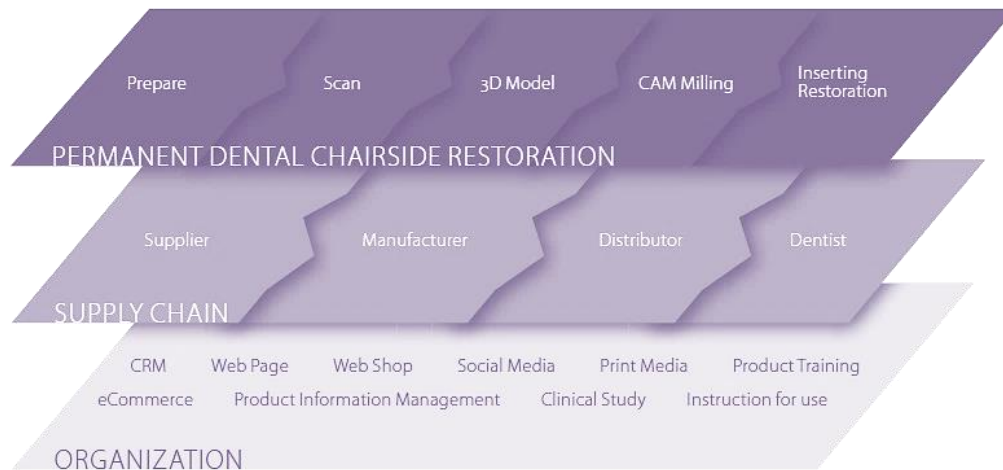 Prepare
Scan
3D Model
CAM Milling
Inserting
Restoration
PERMANENT DENTAL CHAIRSIDE RESTORATION
Supplier
Manufacturer
Distributor
Dentist
SUPPLY CHAIN
CRM Web Page Web Shop Social Media Print Media Product Training
eCommerce Product Information Management Clinical Study Instruction for use
ORGANIZATION